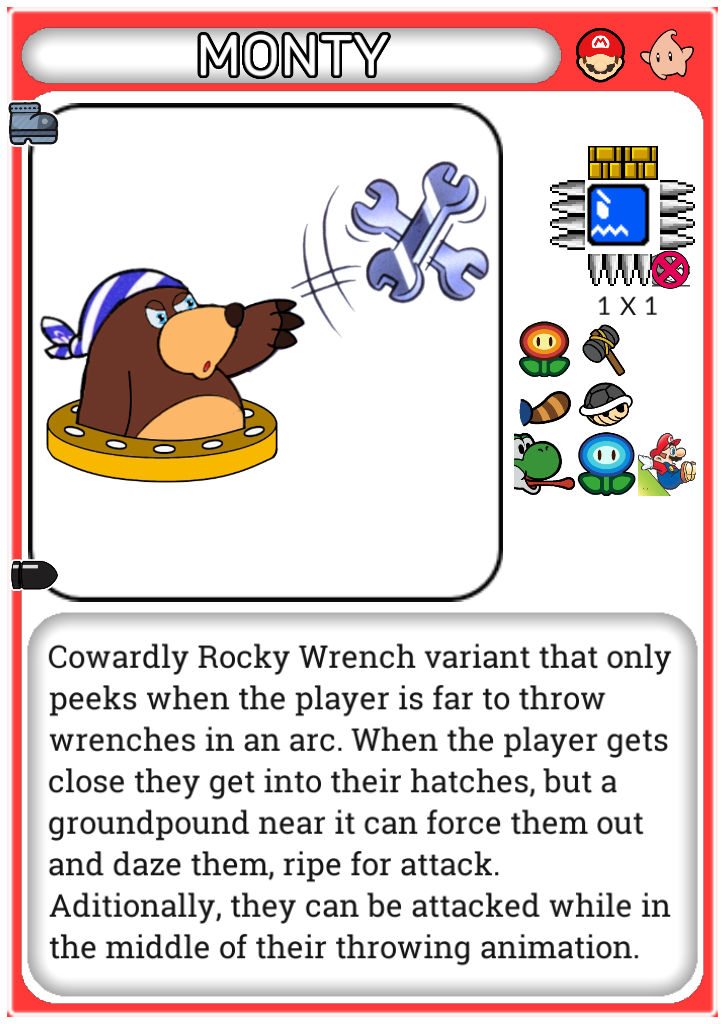 MONTY
1 X 1
Cowardly Rocky Wrench variant that only
peeks when the player is far to throw
wrenches in an arc. When the player gets
close they get into their hatches, but a
groundpound near it can force them out
and daze them, ripe for attack.
Aditionally, they can be attacked while in
the middle of their throwing animation.